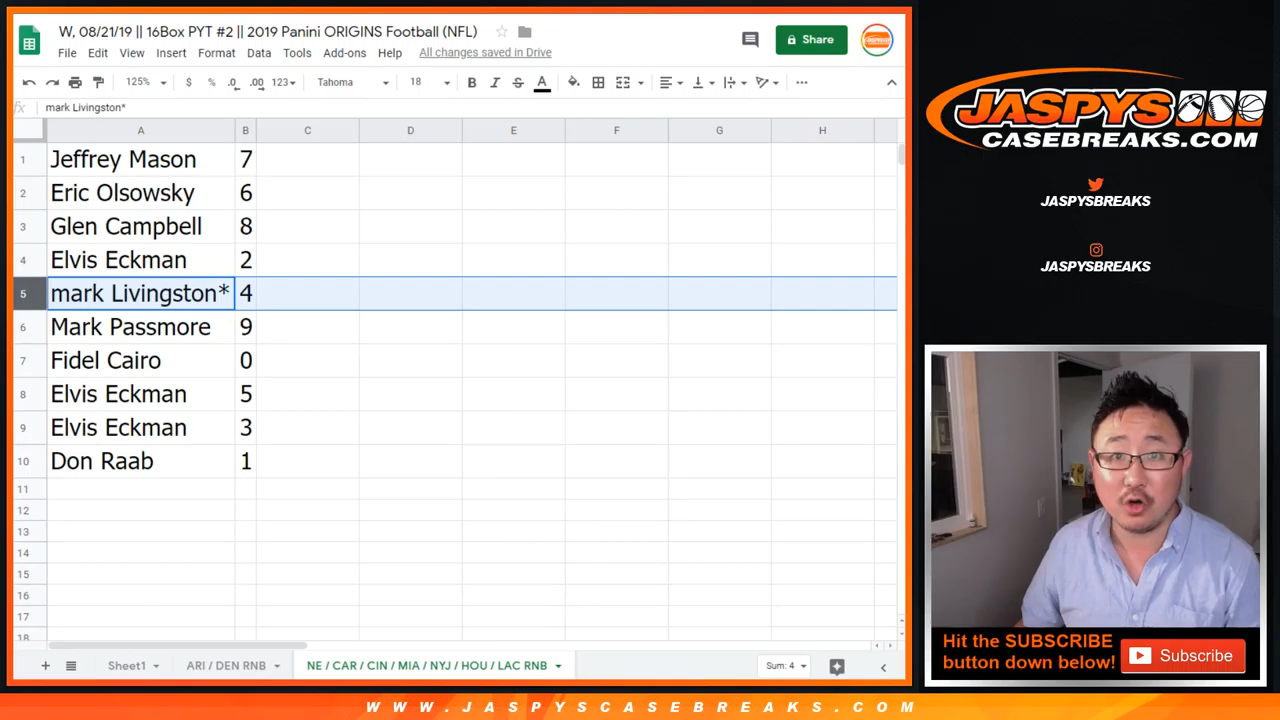 W, 08/21/19 || 16Box PYT #2 || 2019 Panini ORIGINS Football (NFL)
File Edit View Insert Format Data Tools Add-ons Help All changes saved in Drive
Share
125% $ % .0 .00 123 Tahoma 18 B I S A
fx mark Livingston*
A B C D E F G H
1 Jeffrey Mason 7
2 Eric Olsowsky 6
3 Glen Campbell 8
4 Elvis Eckman 2
5 mark Livingston* 4
6 Mark Passmore 9
7 Fidel Cairo 0
8 Elvis Eckman 5
9 Elvis Eckman 3
10 Don Raab 1
11
12
13
14
15
16
17
18
Sheet1 ARI / DEN RNB NE / CAR / CIN / MIA / NYJ / HOU / LAC RNB Sum: 4
JASPYS
CASEBREAKS.COM
JASPYSBREAKS
JASPYSBREAKS
Hit the SUBSCRIBE
button down below!
Subscribe
WWW.JASPYSCASEBREAKS.COM